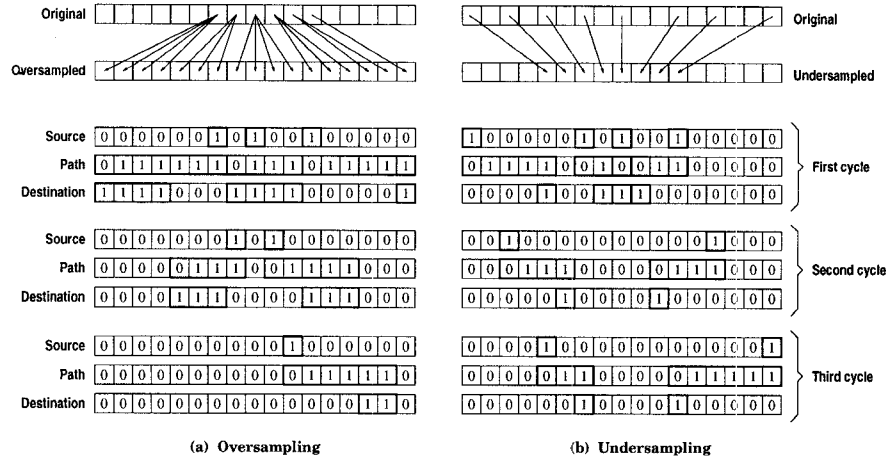 Original
Original
Oversampled
Undersampled
Source 0 0 0 0 0 0 1 0 1 0 0 1 0 0 0 0 0
1 0 0 0 0 0 1 0 1 0 0 1 0 0 0 0 0
Path 0 1 1 1 1 1 1 0 1 1 1 0 1 1 1 1 1
0 1 1 1 1 0 0 1 0 0 1 1 0 0 0 0 0
First cycle
Destination 1 1 1 1 0 0 0 1 1 1 1 0 0 0 0 0 1
0 0 0 0 1 0 0 1 1 1 0 0 0 0 0 0 0
Source 0 0 0 0 0 0 0 1 0 1 0 0 0 0 0 0 0
0 0 1 0 0 0 0 0 0 0 0 0 0 1 0 0 0
Path 0 0 0 0 0 1 1 1 0 0 1 1 1 1 0 0 0
0 0 0 1 1 1 0 0 0 0 0 1 1 1 0 0 0
Second cycle
Destination 0 0 0 0 1 1 1 0 0 0 0 1 1 1 0 0 0
0 0 0 0 0 1 0 0 0 0 1 0 0 0 0 0 0
Source 0 0 0 0 0 0 0 0 0 0 1 0 0 0 0 0 0
0 0 0 0 1 0 0 0 0 0 0 0 0 0 0 0 1
Path 0 0 0 0 0 0 0 0 0 0 0 1 1 1 1 1 0
0 0 0 0 0 1 1 0 0 0 0 0 1 1 1 1 1
Third cycle
Destination 0 0 0 0 0 0 0 0 0 0 0 0 0 0 1 1 0
0 0 0 0 0 0 1 0 0 0 0 1 0 0 0 0 0
(a) Oversampling
(b) Undersampling